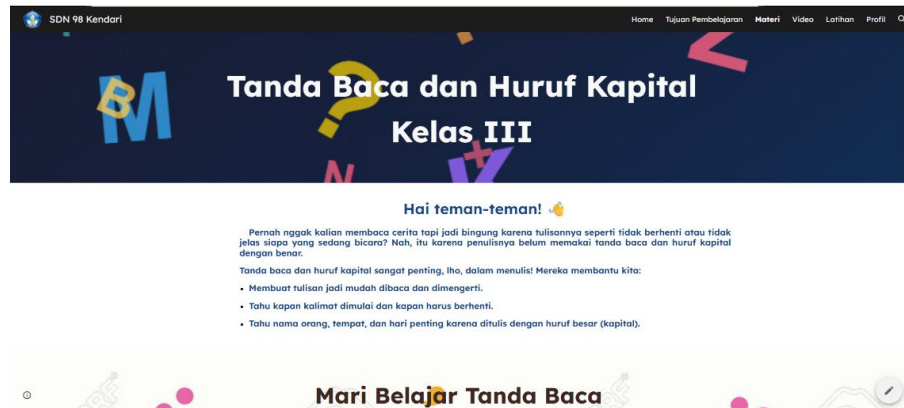 SDN 98 Kendari
Home Tujuan Pembelajaran Materi Video Latihan Profil
Tanda Baca dan Huruf Kapital
Kelas III
Hai teman-teman! 👋
Pernah nggak kalian membaca cerita tapi jadi bingung karena tulisannya seperti tidak berhenti atau tidak
jelas siapa yang sedang bicara? Nah, itu karena penulisnya belum memakai tanda baca dan huruf kapital
dengan benar.
Tanda baca dan huruf kapital sangat penting, lho, dalam menulis! Mereka membantu kita:
• Membuat tulisan jadi mudah dibaca dan dimengerti.
• Tahu kapan kalimat dimulai dan kapan harus berhenti.
• Tahu nama orang, tempat, dan hari penting karena ditulis dengan huruf besar (kapital).
Mari Belajar Tanda Baca